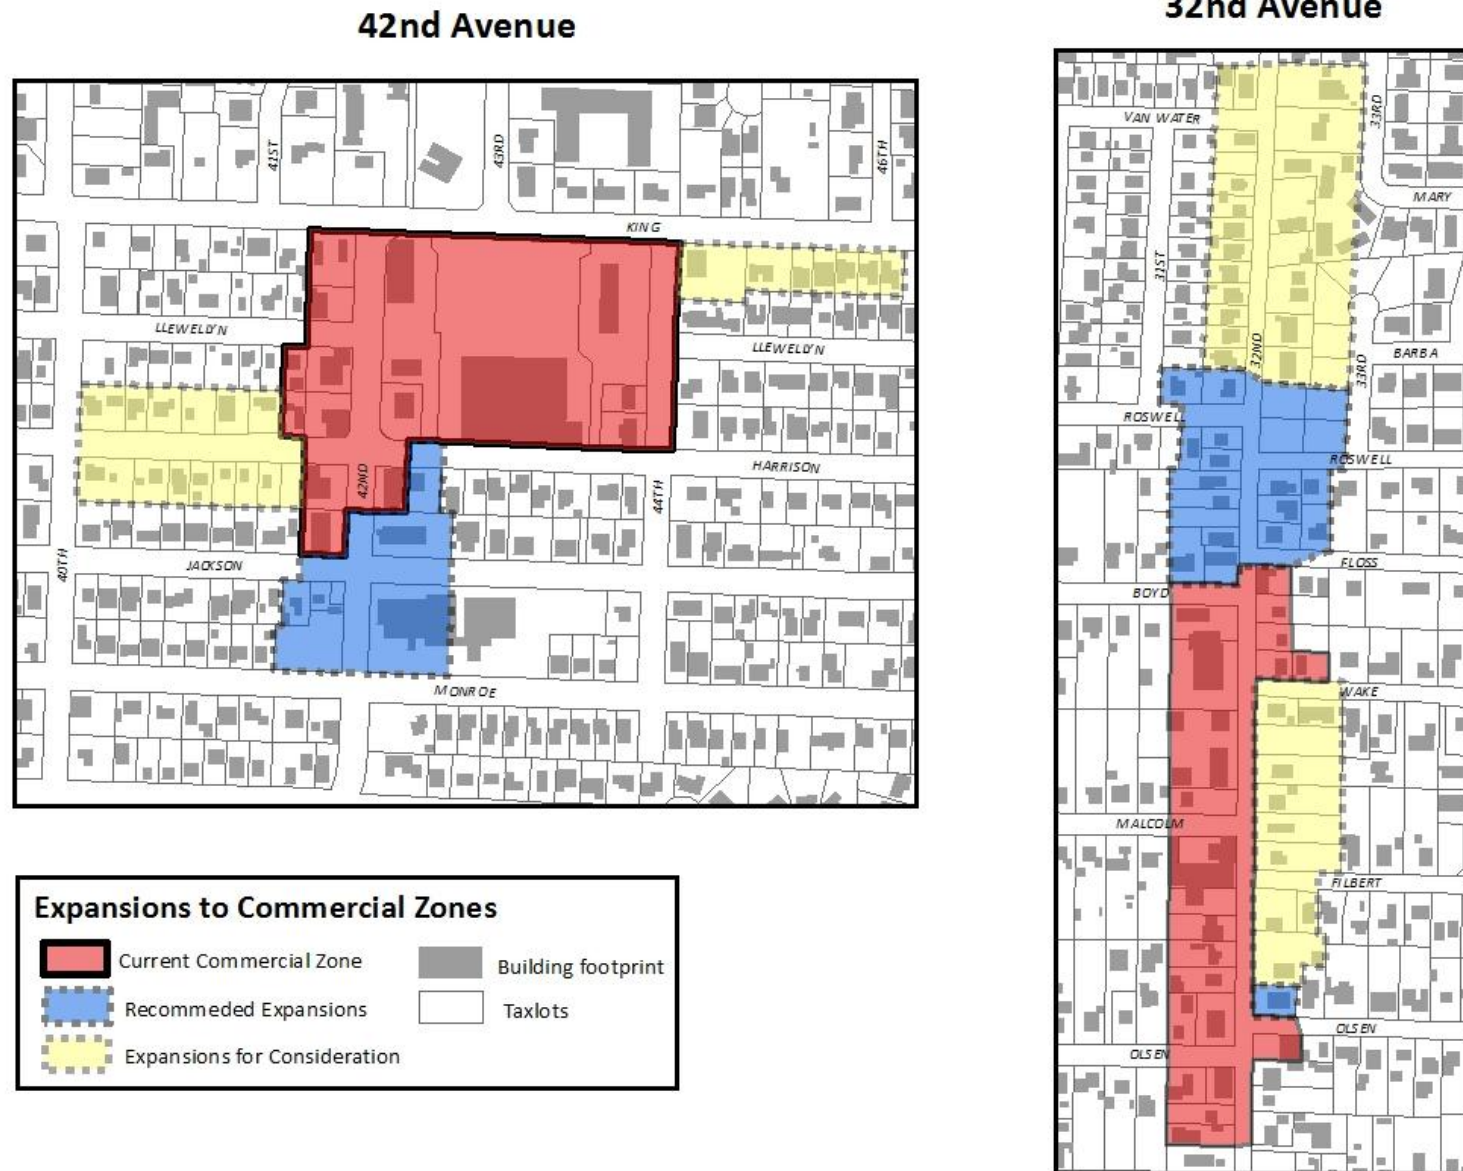 42nd Avenue
32nd Avenue
41ST
43RD
46TH
KING
LLEWELLYN
LLEWELLYN
42ND
HARRISON
44TH
40TH
JACKSON
MONROE
Expansions to Commercial Zones
Current Commercial Zone
Building footprint
Recommeded Expansions
Taxlots
Expansions for Consideration
VAN WATER
33RD
MARY
31ST
32ND
BARBA
33RD
ROSWELL
ROSWELL
FLOSS
BOYD
WAKE
MALCOLM
FILBERT
OLSEN
OLSEN